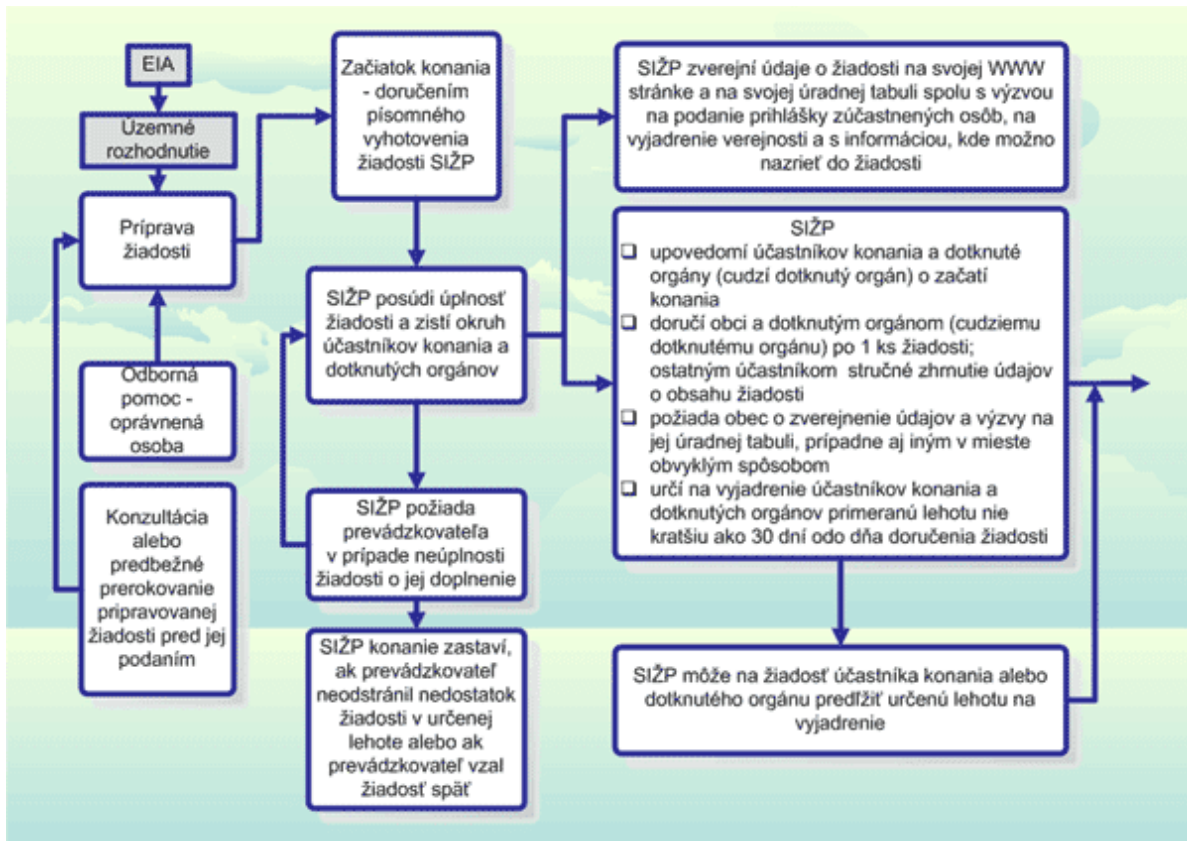 EIA
Územné
rozhodnutie
Príprava
žiadosti
Odborná
pomoc -
oprávnená
osoba
Konzultácia
alebo
predbežné
prerokovanie
pripravovanej
žiadosti pred jej
podaním
Začiatok konania
- doručením
písomného
vyhotovenia
žiadosti SIŽP
SIŽP posúdi úplnosť
žiadosti a zistí okruh
účastníkov konania a
dotknutých orgánov
SIŽP požiada
prevádzkovateľa
v prípade neúplnosti
žiadosti o jej doplnenie
SIŽP konanie zastaví,
ak prevádzkovateľ
neodstránil nedostatok
žiadosti v určenej
lehote alebo ak
prevádzkovateľ vzal
žiadosť späť
SIŽP zverejní údaje o žiadosti na svojej WWW
stránke a na svojej úradnej tabuli spolu s výzvou
na podanie prihlášky zúčastnených osôb, na
vyjadrenie verejnosti a s informáciou, kde možno
nazrieť do žiadosti
SIŽP
❑ upovedomí účastníkov konania a dotknuté
orgány (cudzí dotknutý orgán) o začatí
konania
❑ doručí obci a dotknutým orgánom (cudziemu
dotknutému orgánu) po 1 ks žiadosti;
ostatným účastníkom stručné zhrnutie údajov
o obsahu žiadosti
❑ požiada obec o zverejnenie údajov a výzvy na
jej úradnej tabuli, prípadne aj iným v mieste
obvyklým spôsobom
❑ určí na vyjadrenie účastníkov konania a
dotknutých orgánov primeranú lehotu nie
kratšiu ako 30 dní odo dňa doručenia žiadosti
SIŽP môže na žiadosť účastníka konania alebo
dotknutého orgánu predĺžiť určenú lehotu na
vyjadrenie